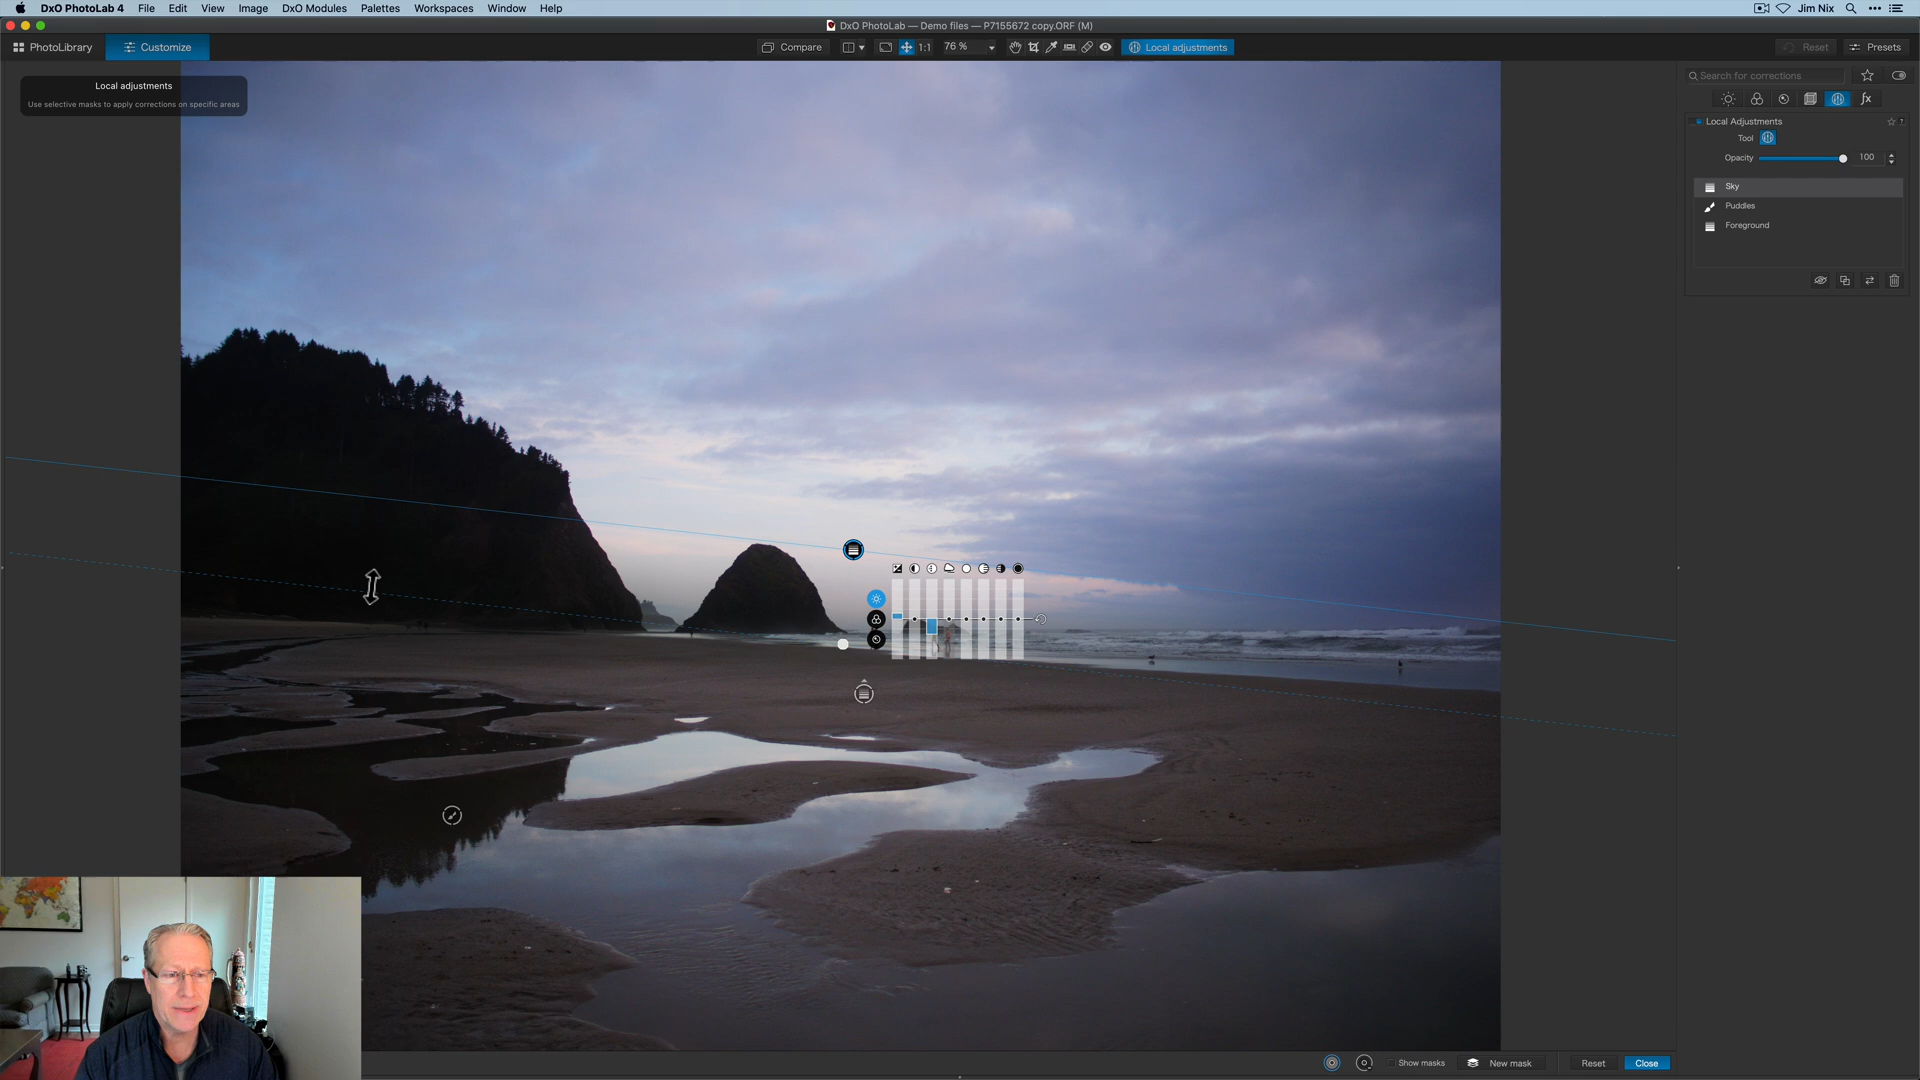 DxO PhotoLab 4 File Edit View Image DxO Modules Palettes Workspaces Window Help Jim Nix
DxO PhotoLab — Demo files — P7155672 copy.ORF (M)
PhotoLibrary Customize Compare 1:1 76 % Local adjustments Reset Presets
Local adjustments
Use selective masks to apply corrections on specific areas
Search for corrections
fx
Local Adjustments ?
Tool
Opacity 100
Sky
Puddles
Foreground
Show masks New mask Reset Close